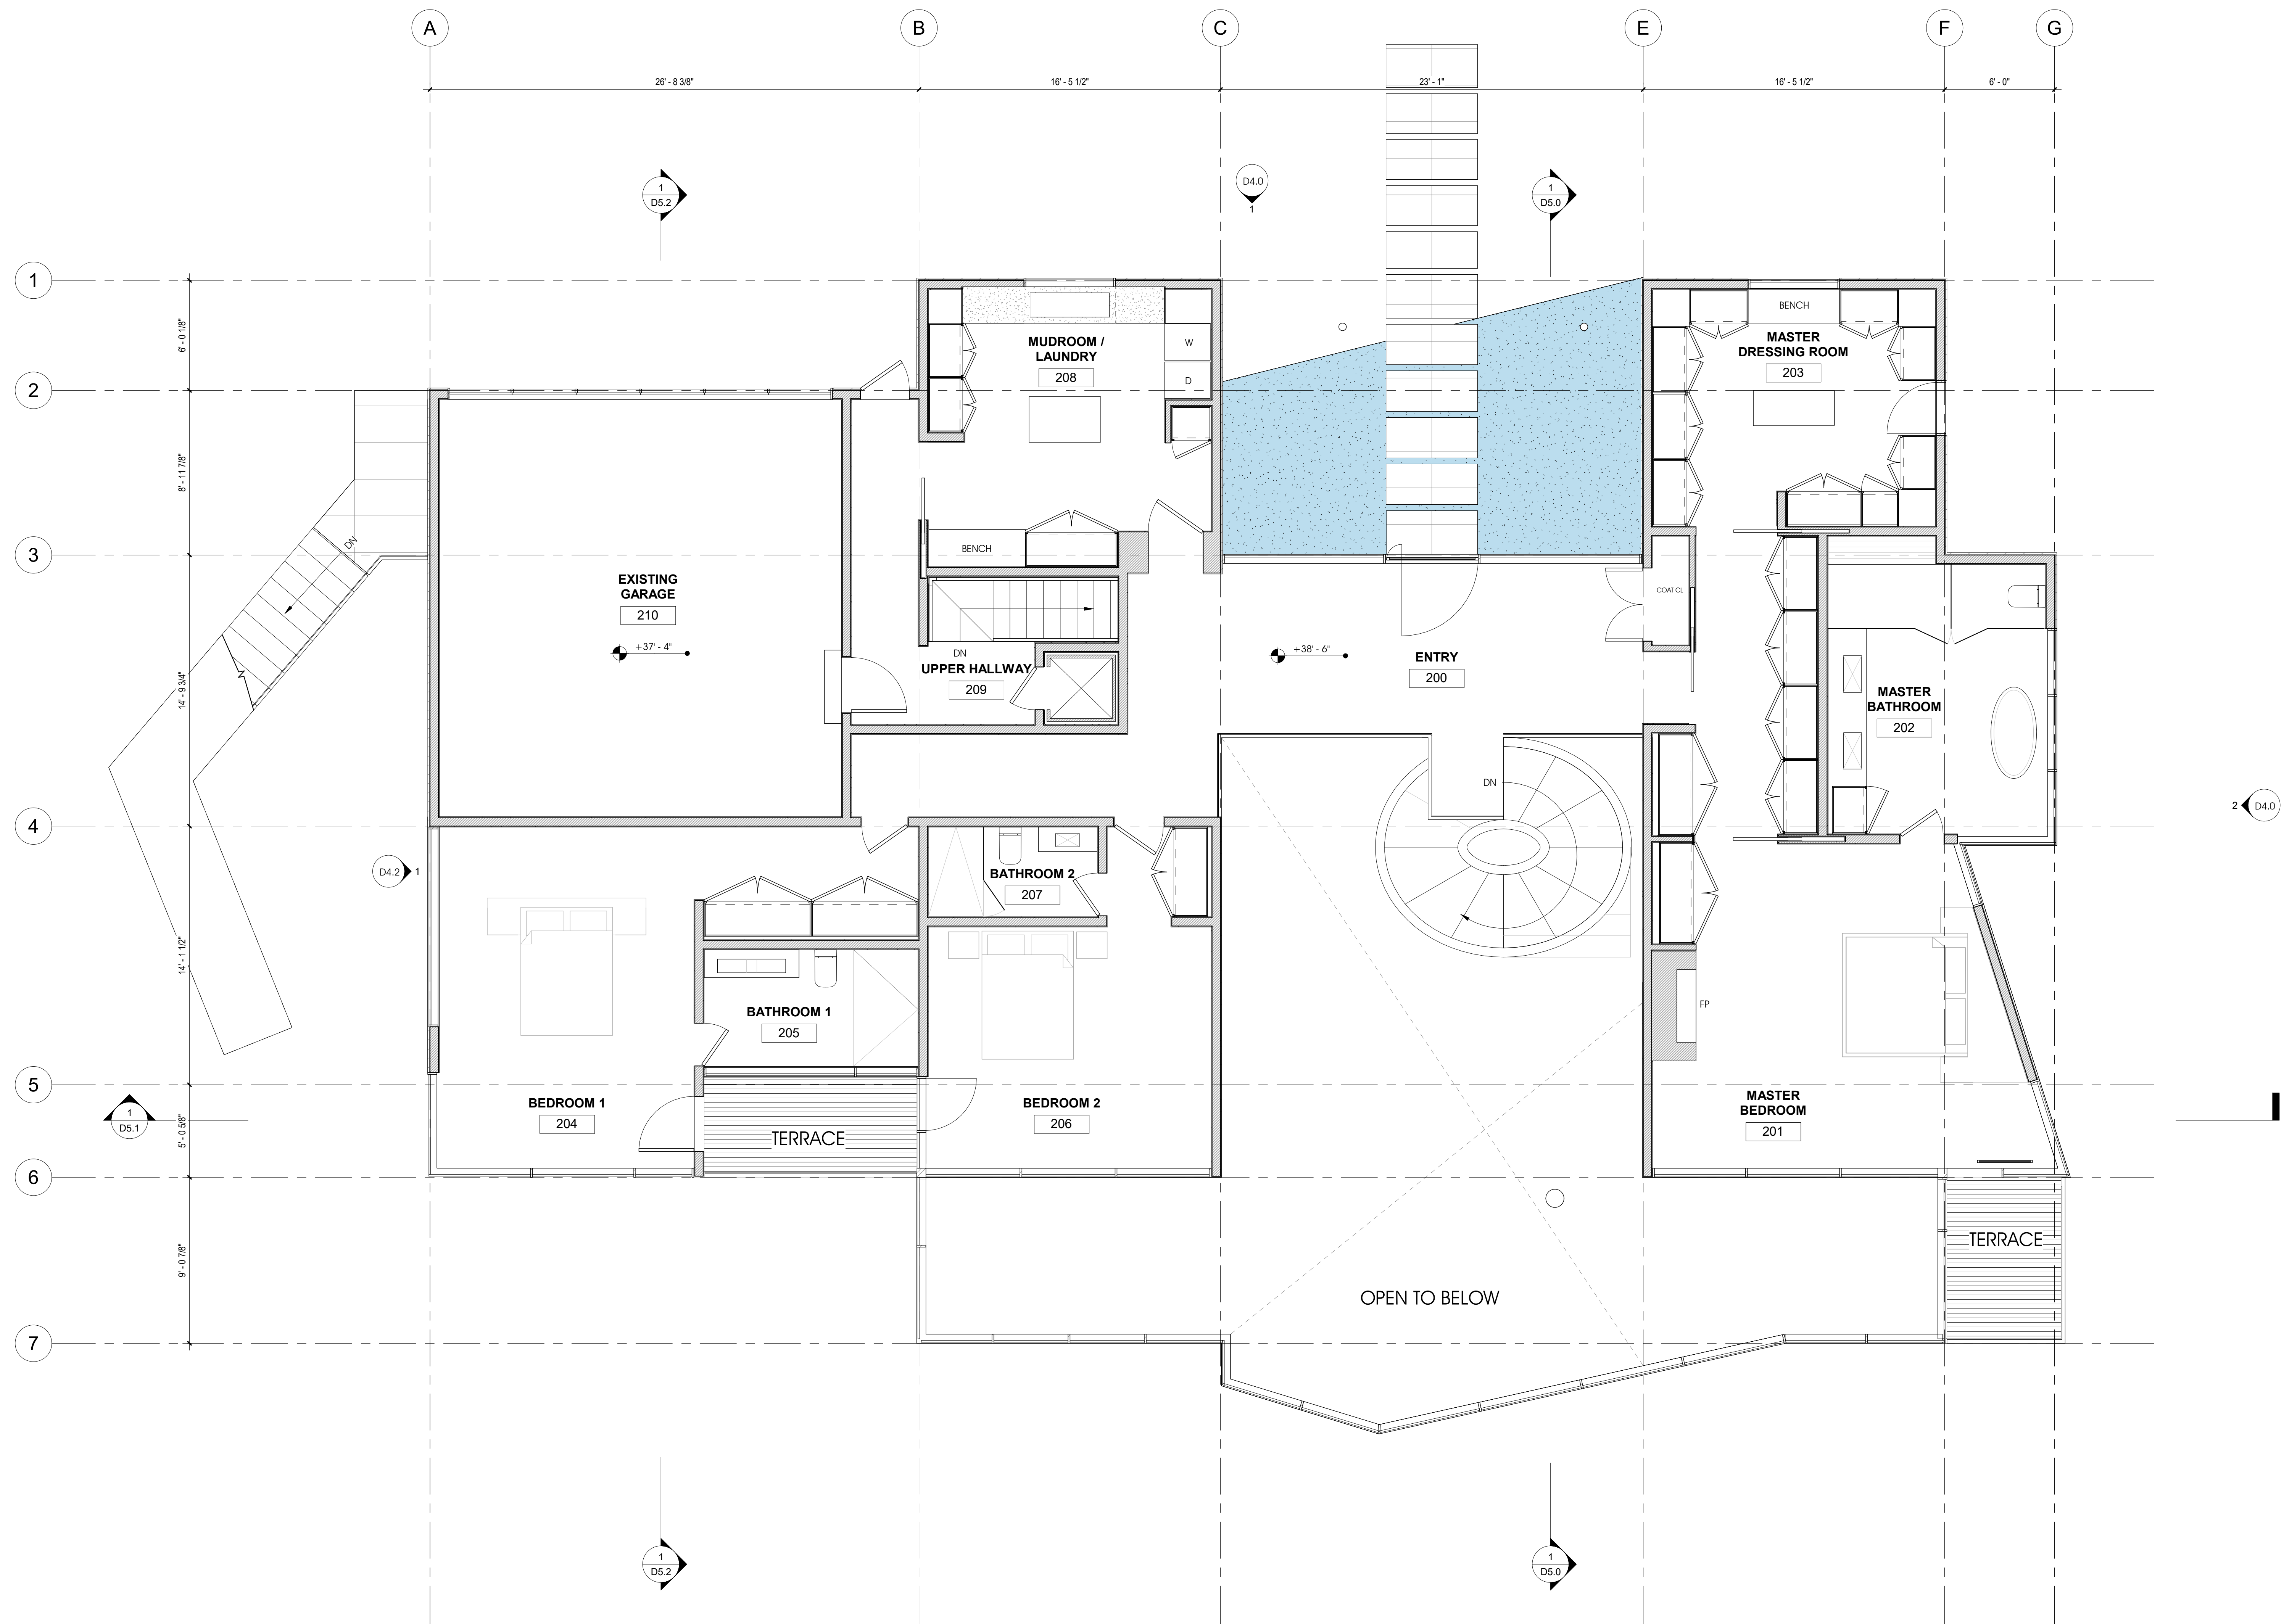 A B C E F G
26' - 8 3/8" 16' - 5 1/2" 23' - 1" 16' - 5 1/2" 6' - 0"
1
D5.2
D4.0
1
1
D5.0
1
6' - 0 1/8"
2
8' - 11 7/8"
3
14' - 9 3/4"
4
14' - 1 1/2"
5
5' - 0 5/8"
6
9' - 0 7/8"
7
MUDROOM /
LAUNDRY
208
W
D
BENCH
BENCH
MASTER
DRESSING ROOM
203
DN
EXISTING
GARAGE
210
+37' - 4"
DN
UPPER HALLWAY
209
+38' - 6"
ENTRY
200
COAT CL
MASTER
BATHROOM
202
DN
2 D4.0
D4.2 1
BATHROOM 2
207
BATHROOM 1
205
FP
BEDROOM 1
204
TERRACE
BEDROOM 2
206
MASTER
BEDROOM
201
1
D5.1
TERRACE
OPEN TO BELOW
1
D5.2
1
D5.0